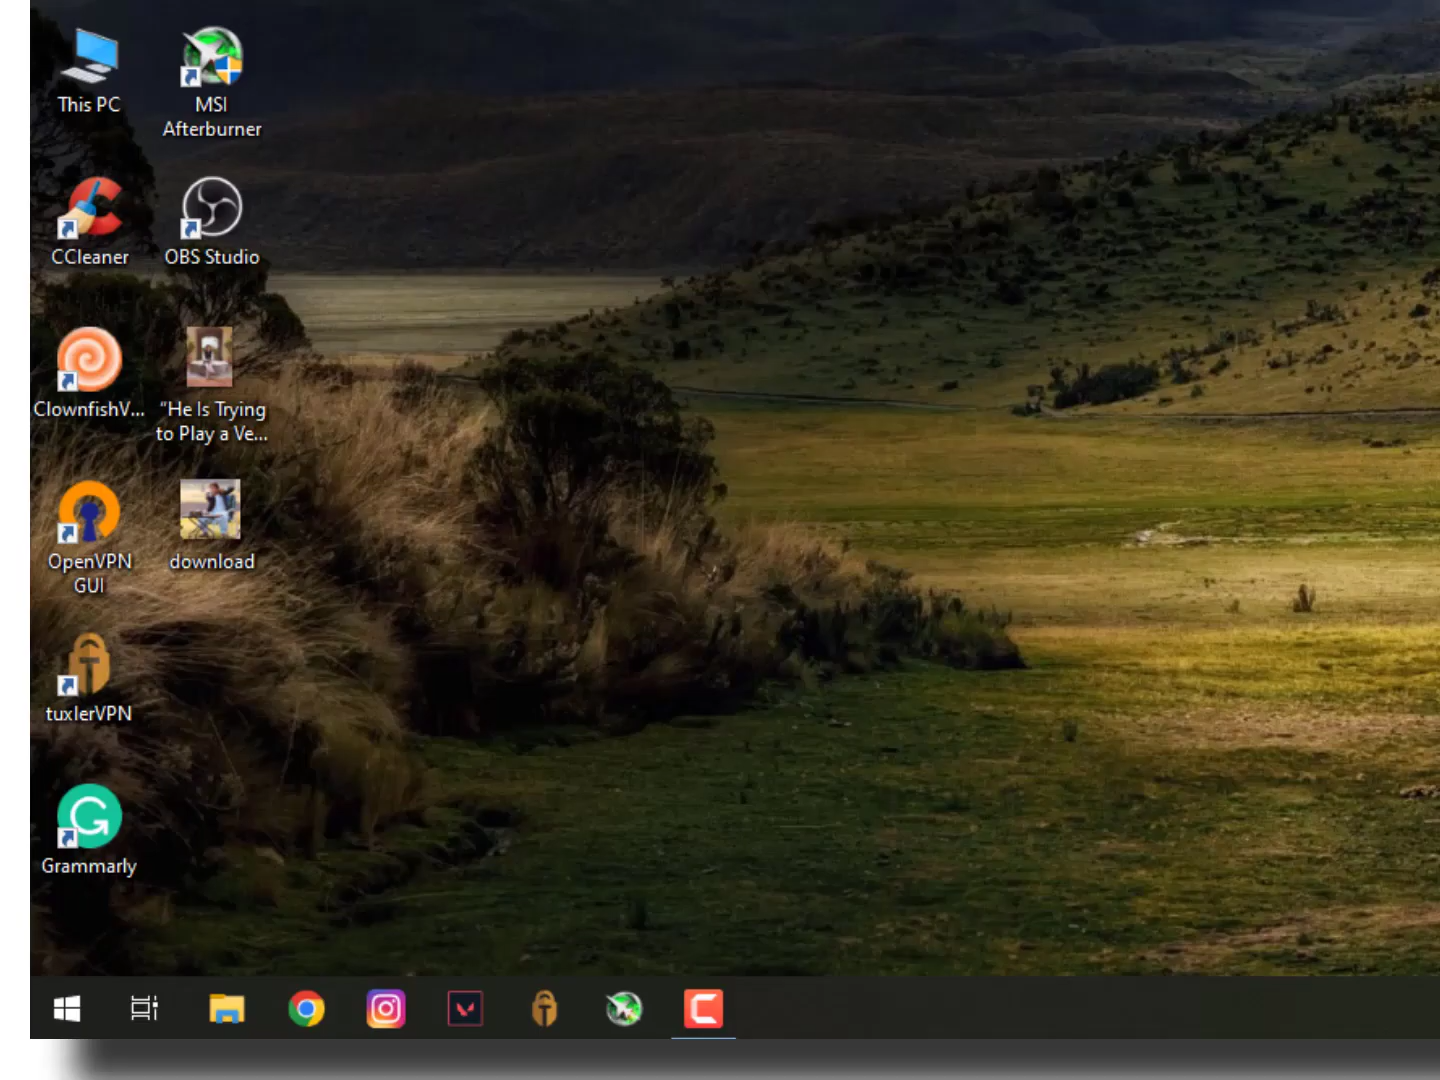 This PC
MSI
Afterburner
CCleaner
OBS Studio
ClownfishV...
"He Is Trying
to Play a Ve...
OpenVPN
GUI
download
tuxlerVPN
Grammarly